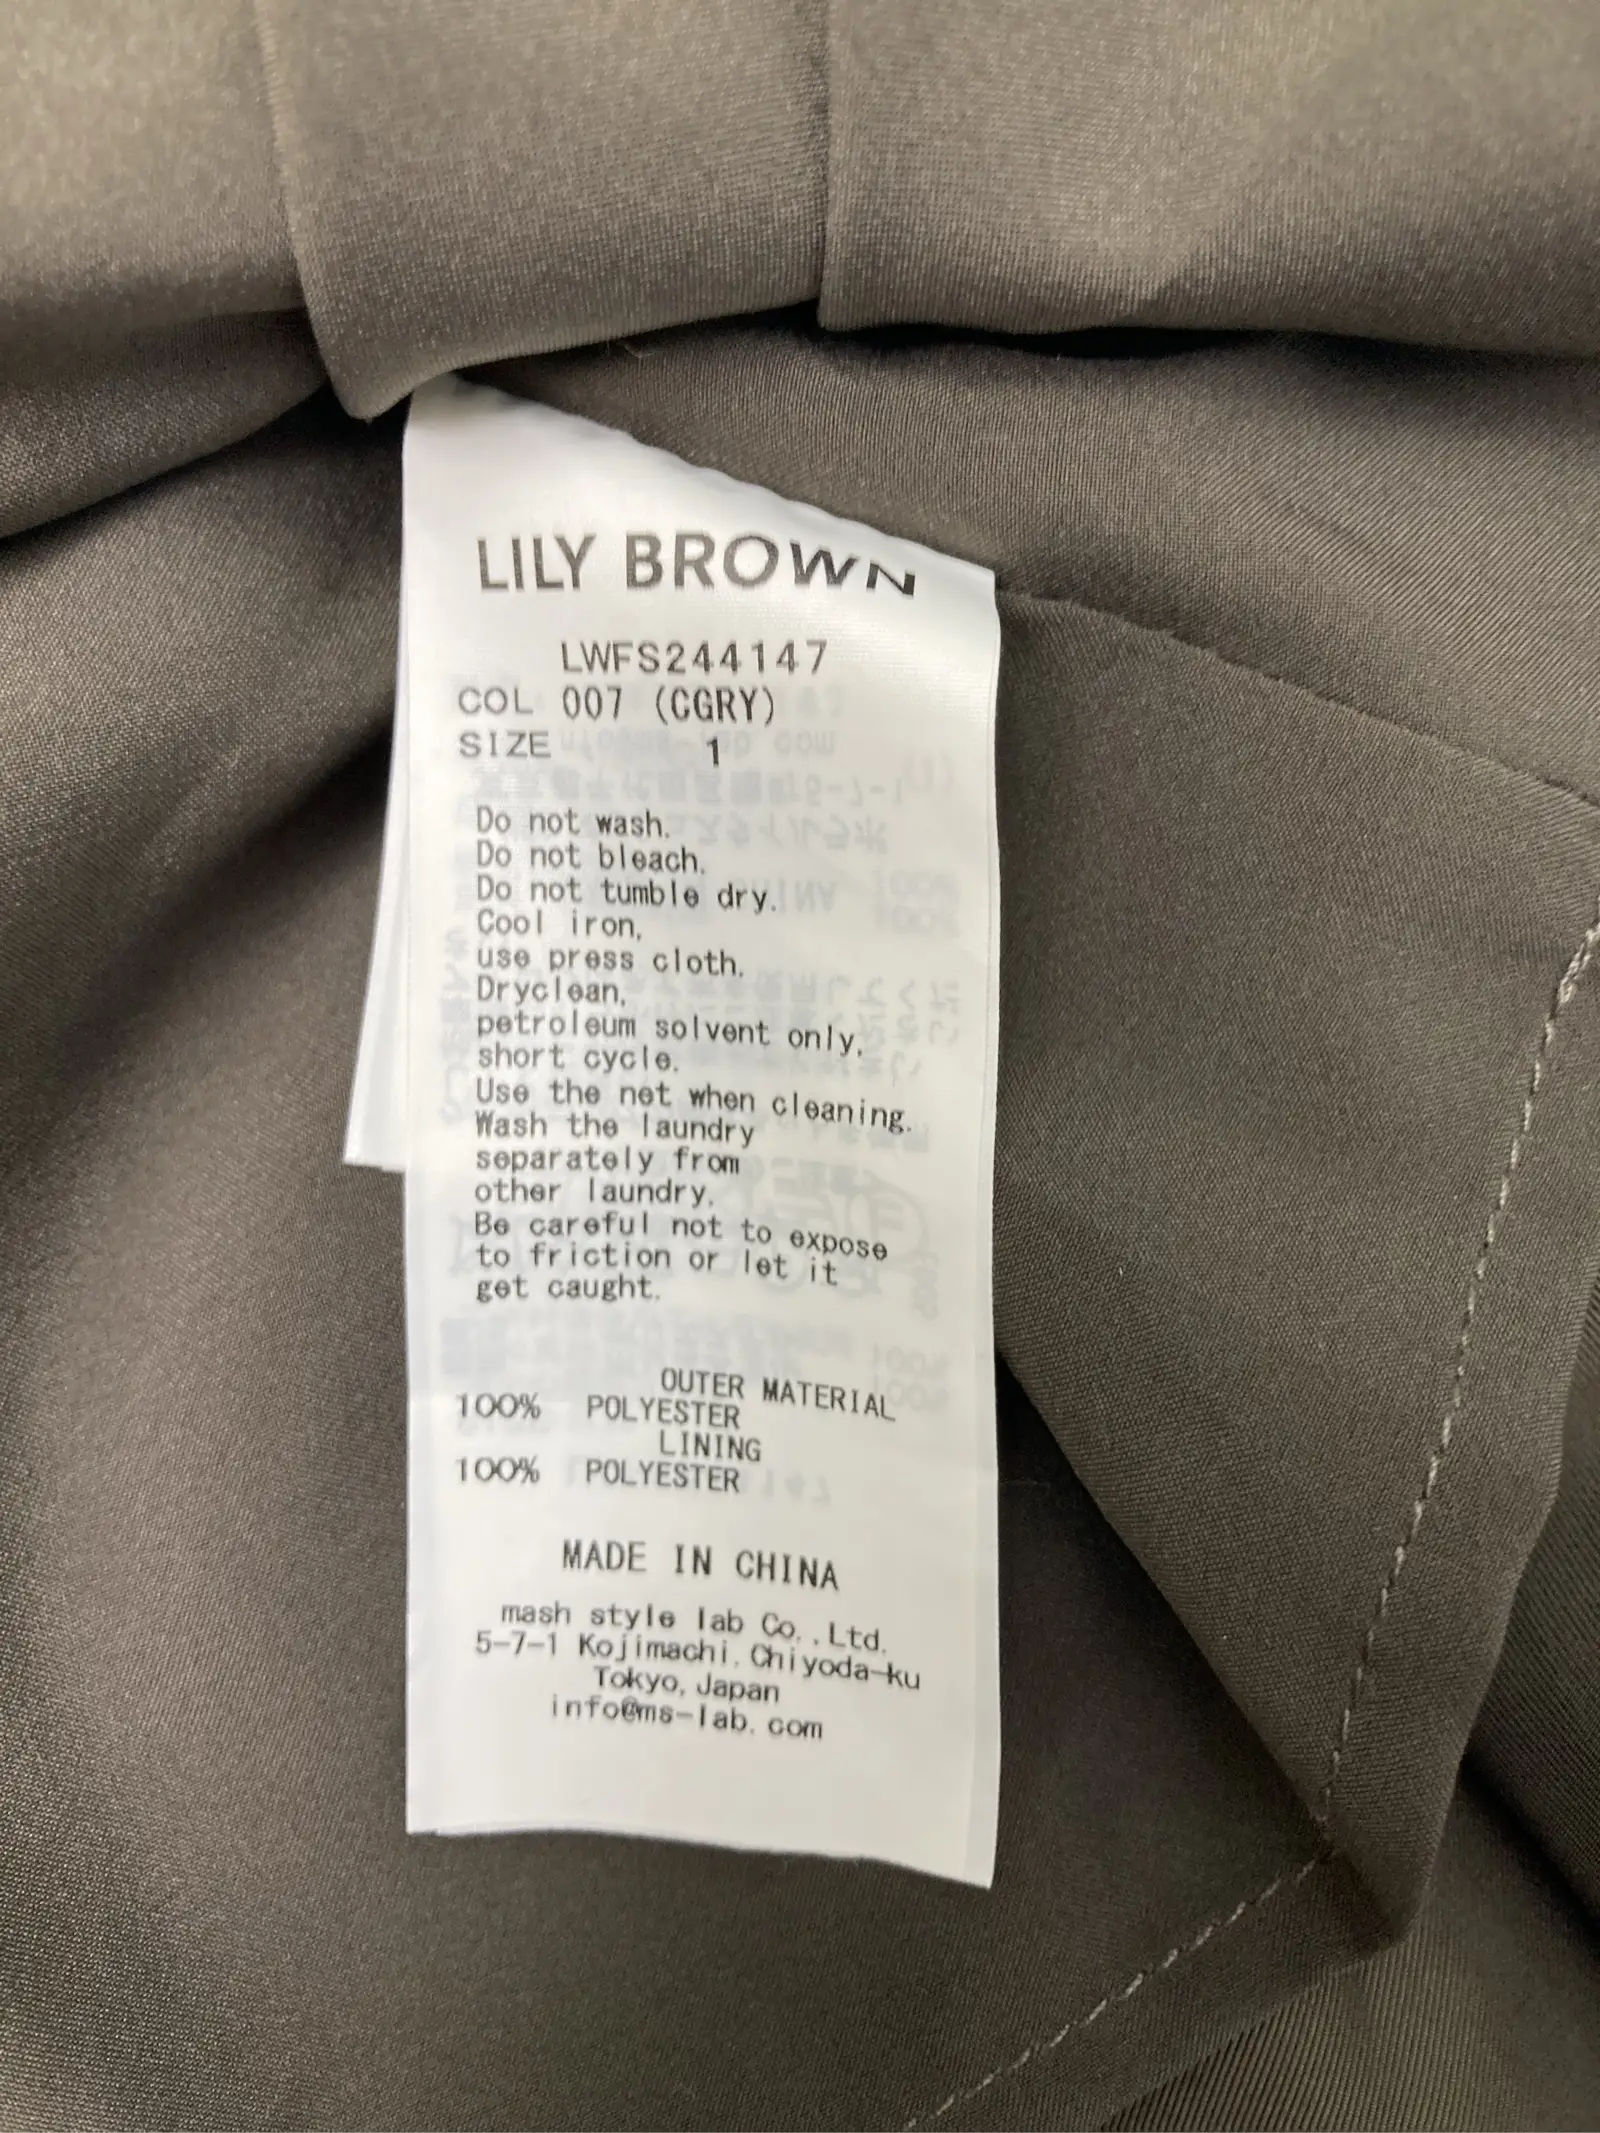 LILY BROWN
LWFS244147
COL 007 (CGRY)
SIZE 1
Do not wash.
Do not bleach.
Do not tumble dry.
Cool iron,
use press cloth.
Dryclean,
petroleum solvent only,
short cycle.
Use the net when cleaning.
Wash the laundry
separately from
other laundry.
Be careful not to expose
to friction or let it
get caught.
OUTER MATERIAL
100% POLYESTER
LINING
100% POLYESTER
MADE IN CHINA
mash style lab Co.,Ltd.
5-7-1 Kojimachi,Chiyoda-ku
Tokyo,Japan
info@ms-lab.com